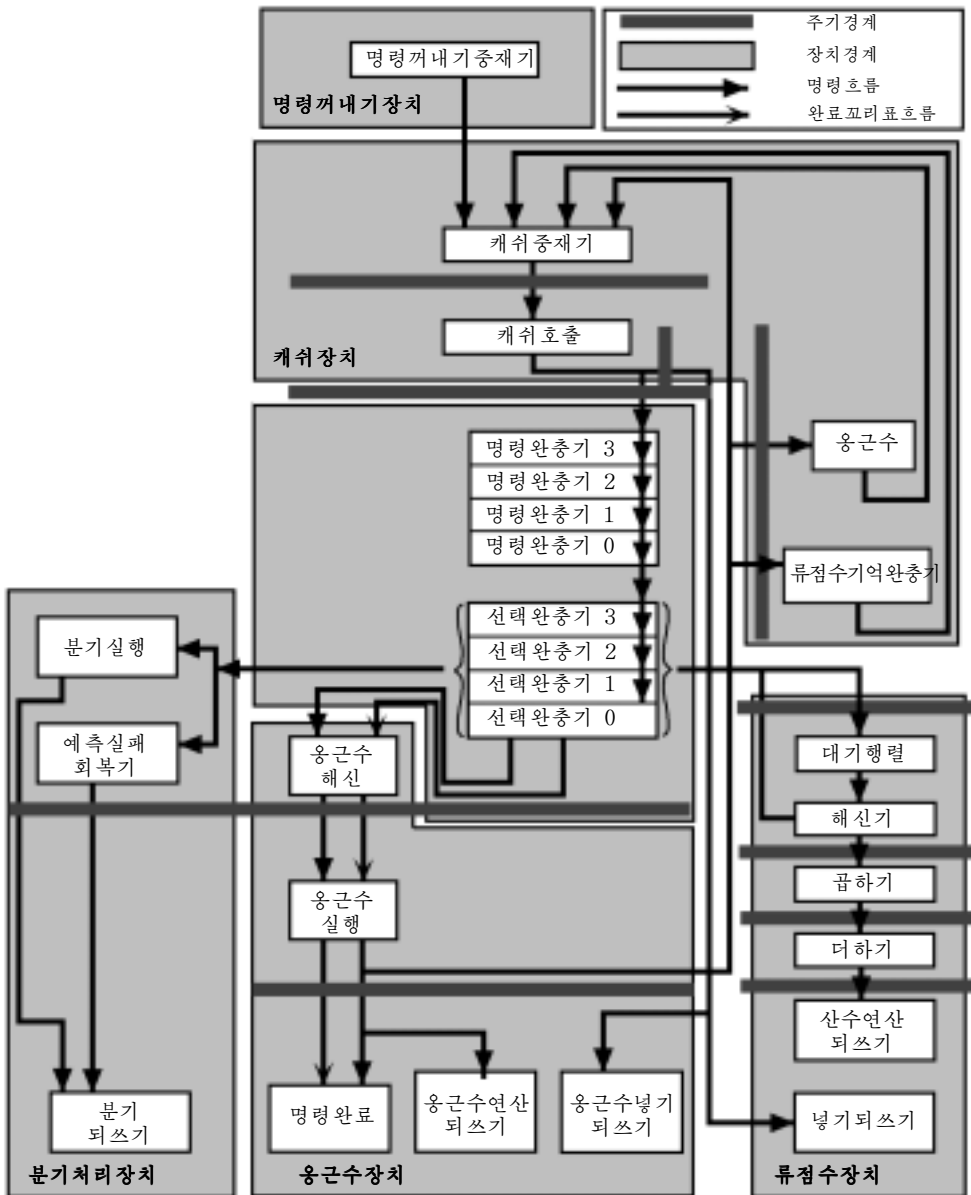 주기경계
장치경계
명령흐름
완료꼬리표흐름
명령꺼내기중재기
명령꺼내기장치
캐쉬중재기
캐쉬호출
캐쉬장치
명령완충기 3
명령완충기 2
명령완충기 1
명령완충기 0
옹근수
류점수기억완충기
선택완충기 3
선택완충기 2
선택완충기 1
선택완충기 0
분기실행
예측실패
회복기
옹근수
해신
대기행렬
해신기
곱하기
더하기
옹근수
실행
산수연산
되쓰기
분기
되쓰기
명령완료
옹근수연산
되쓰기
옹근수넣기
되쓰기
넣기되쓰기
분기처리장치
옹근수장치
류점수장치